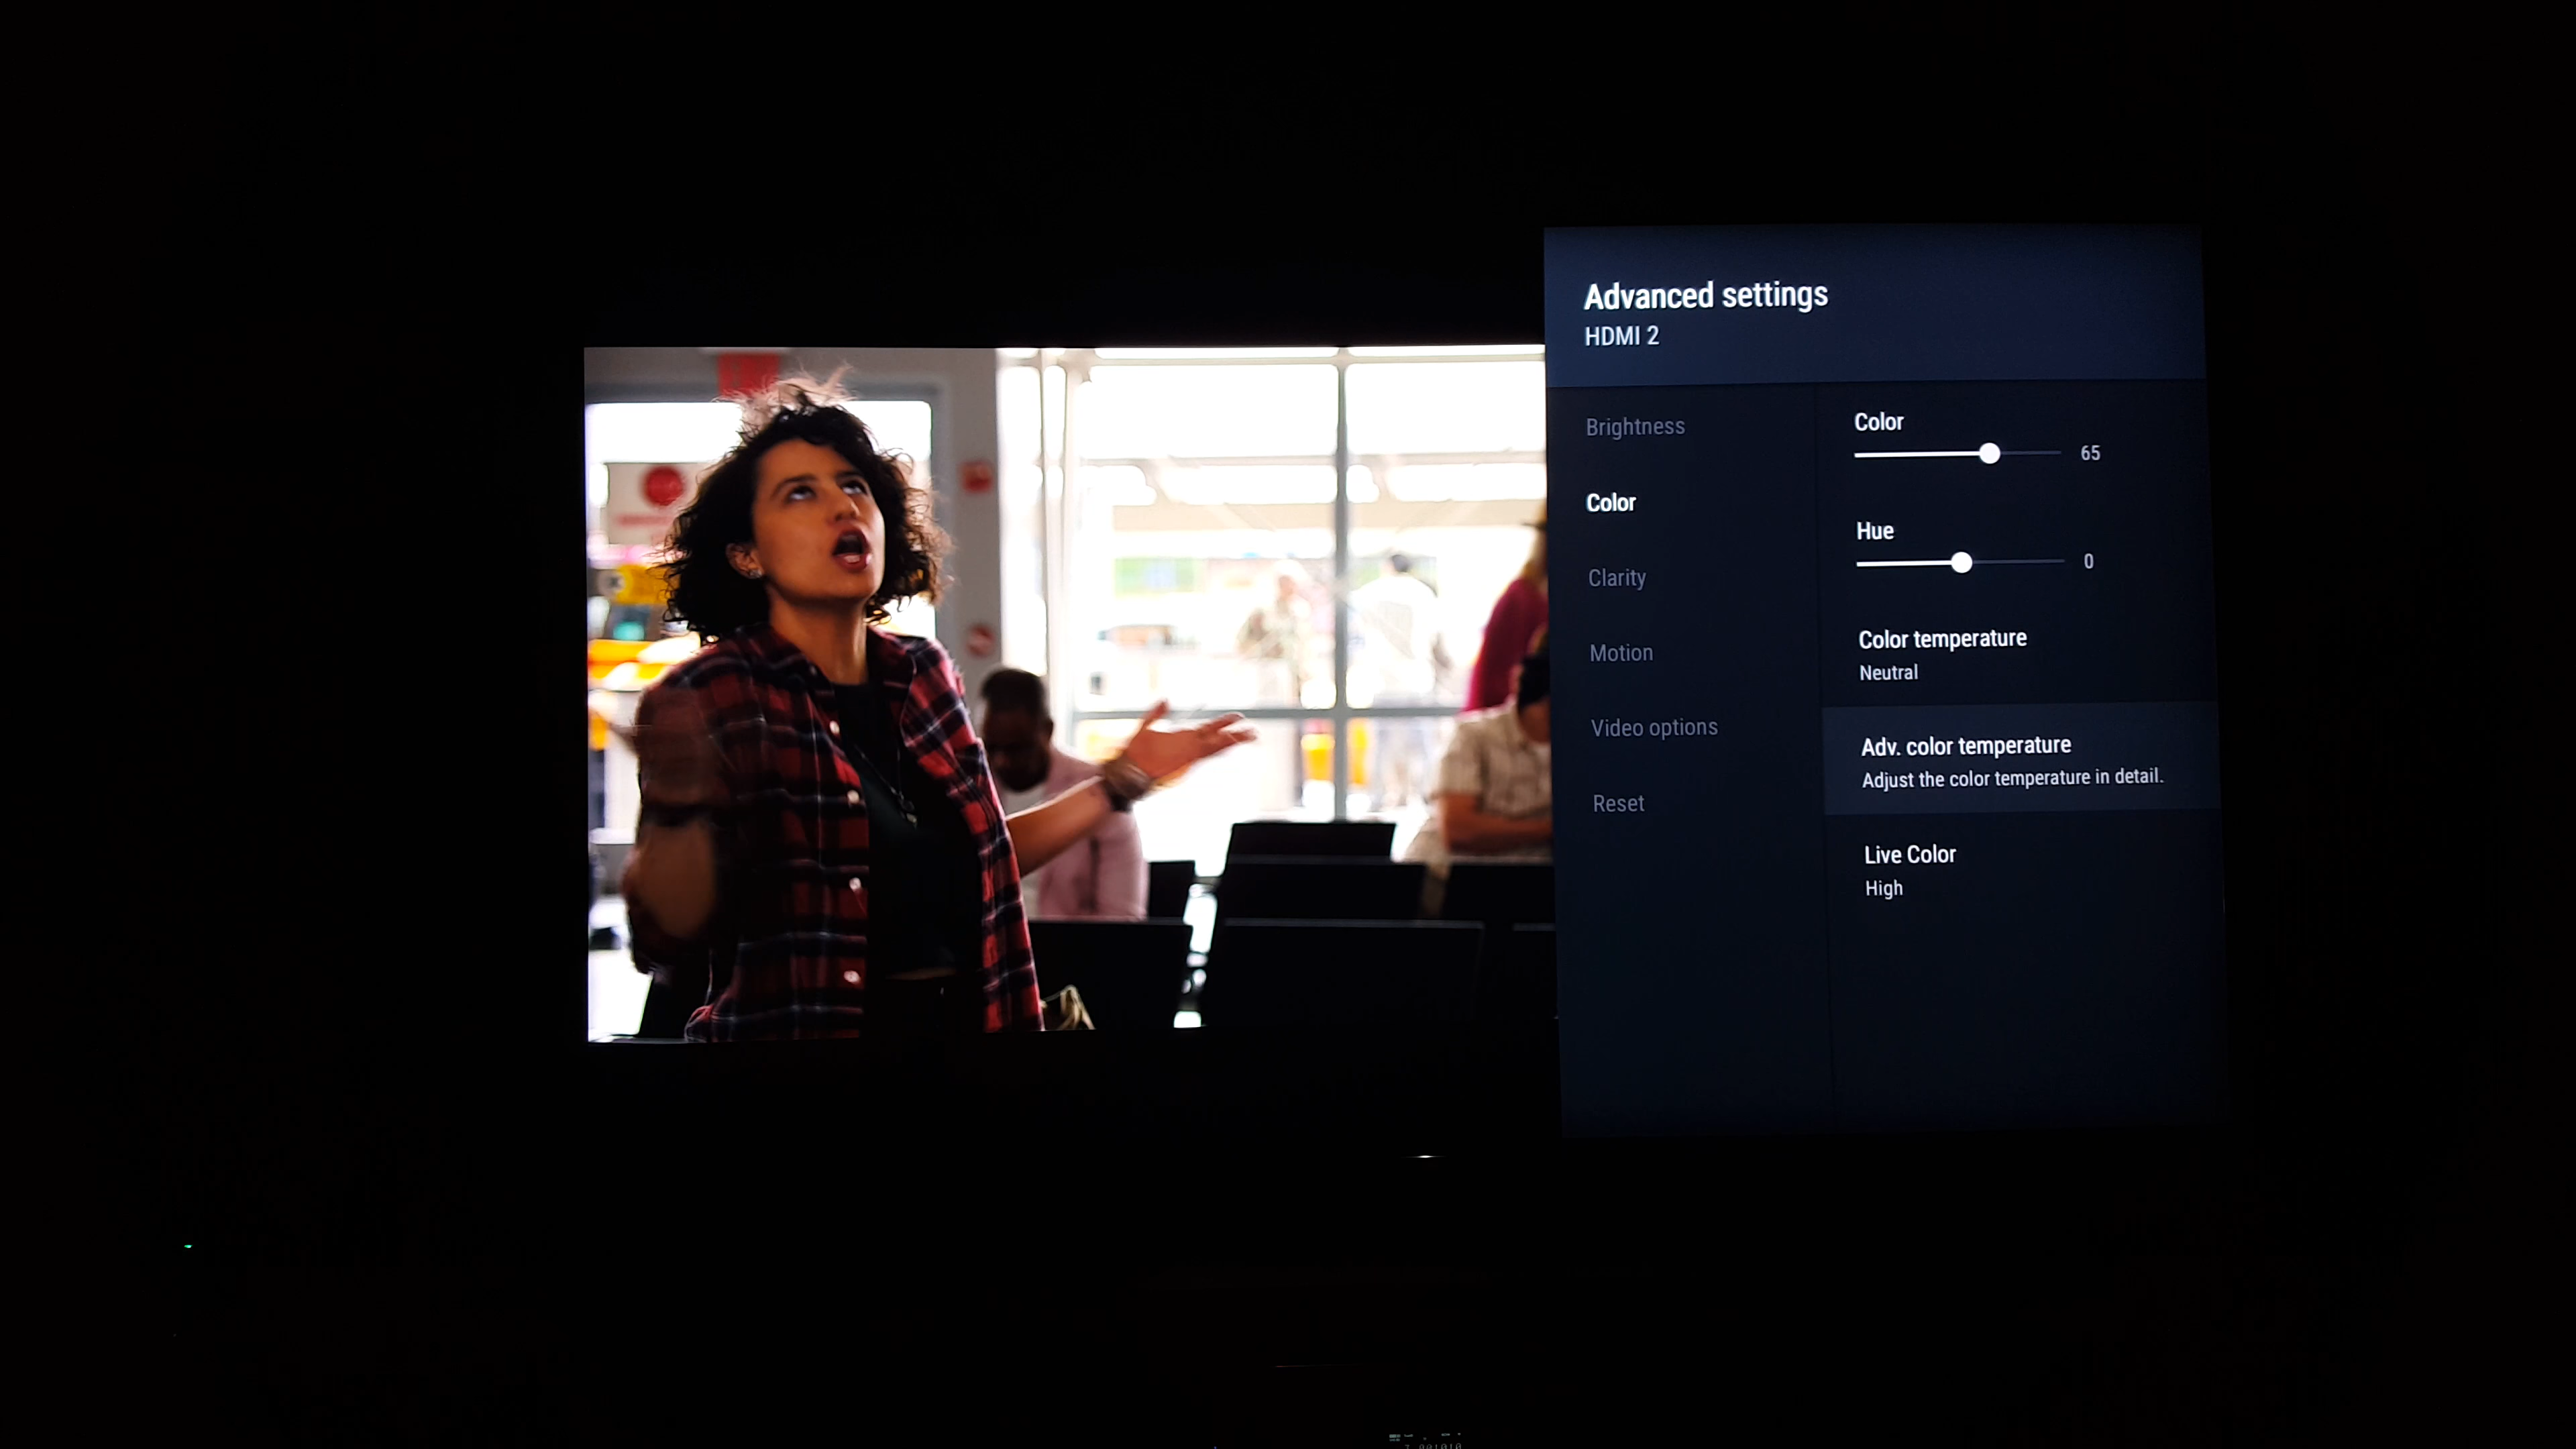 Advanced settings
HDMI 2
Brightness
Color
Clarity
Motion
Video options
Reset
Color
65
Hue
0
Color temperature
Neutral
Adv. color temperature
Adjust the color temperature in detail.
Live Color
High